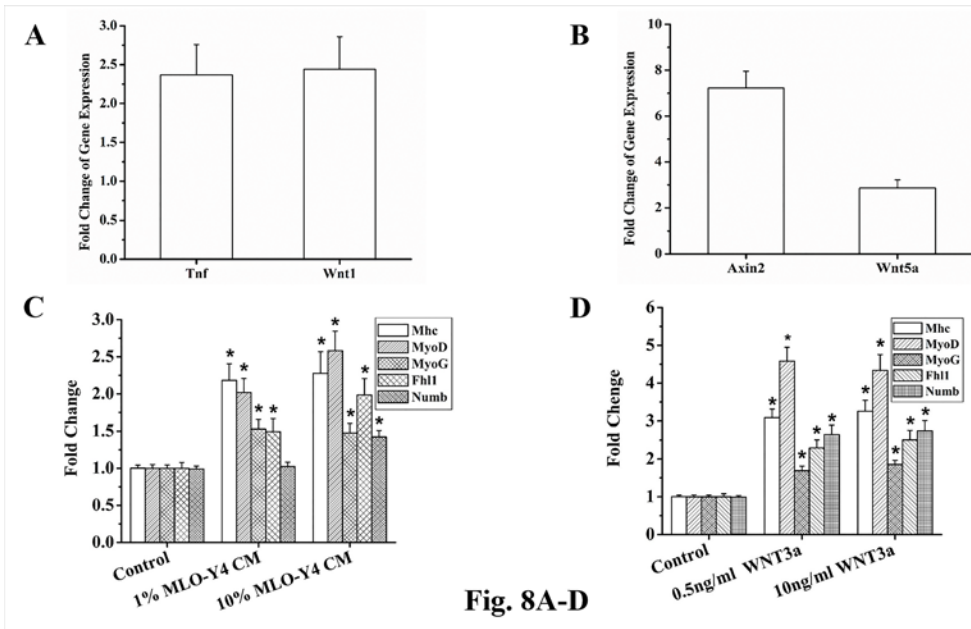 A
Fold Change of Gene Expression
3.0
2.5
2.0
1.5
1.0
0.5
0.0
Tnf Wnt1
B
Fold Change of Gene Expression
10
8
6
4
2
0
Axin2 Wnt5a
C
Fold Change
3.0
2.5
2.0
1.5
1.0
0.5
0.0
* * * *
* * * * *
Mhc
MyoD
MyoG
Fhl1
Numb
Control 1% MLO-Y4 CM 10% MLO-Y4 CM
D
Fold Chenge
6
5
4
3
2
1
0
* * * * *
* * * * *
Mhc
MyoD
MyoG
Fhl1
Numb
Control 0.5ng/ml WNT3a 10ng/ml WNT3a
Fig. 8A-D